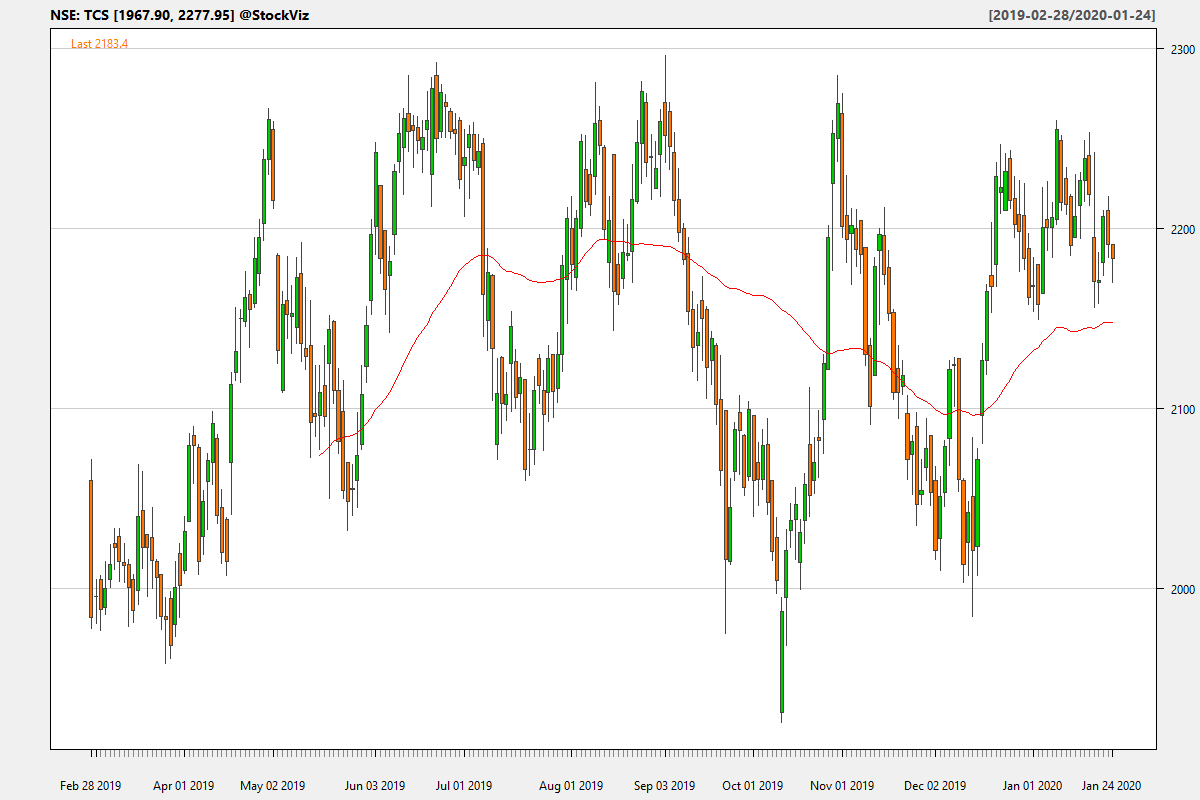 NSE: TCS [1967.90, 2277.95] @StockViz [2019-02-28/2020-01-24]
Last 2183.4
2300
2200
2100
2000
Feb 28 2019 Apr 01 2019 May 02 2019 Jun 03 2019 Jul 01 2019 Aug 01 2019 Sep 03 2019 Oct 01 2019 Nov 01 2019 Dec 02 2019 Jan 01 2020 Jan 24 2020